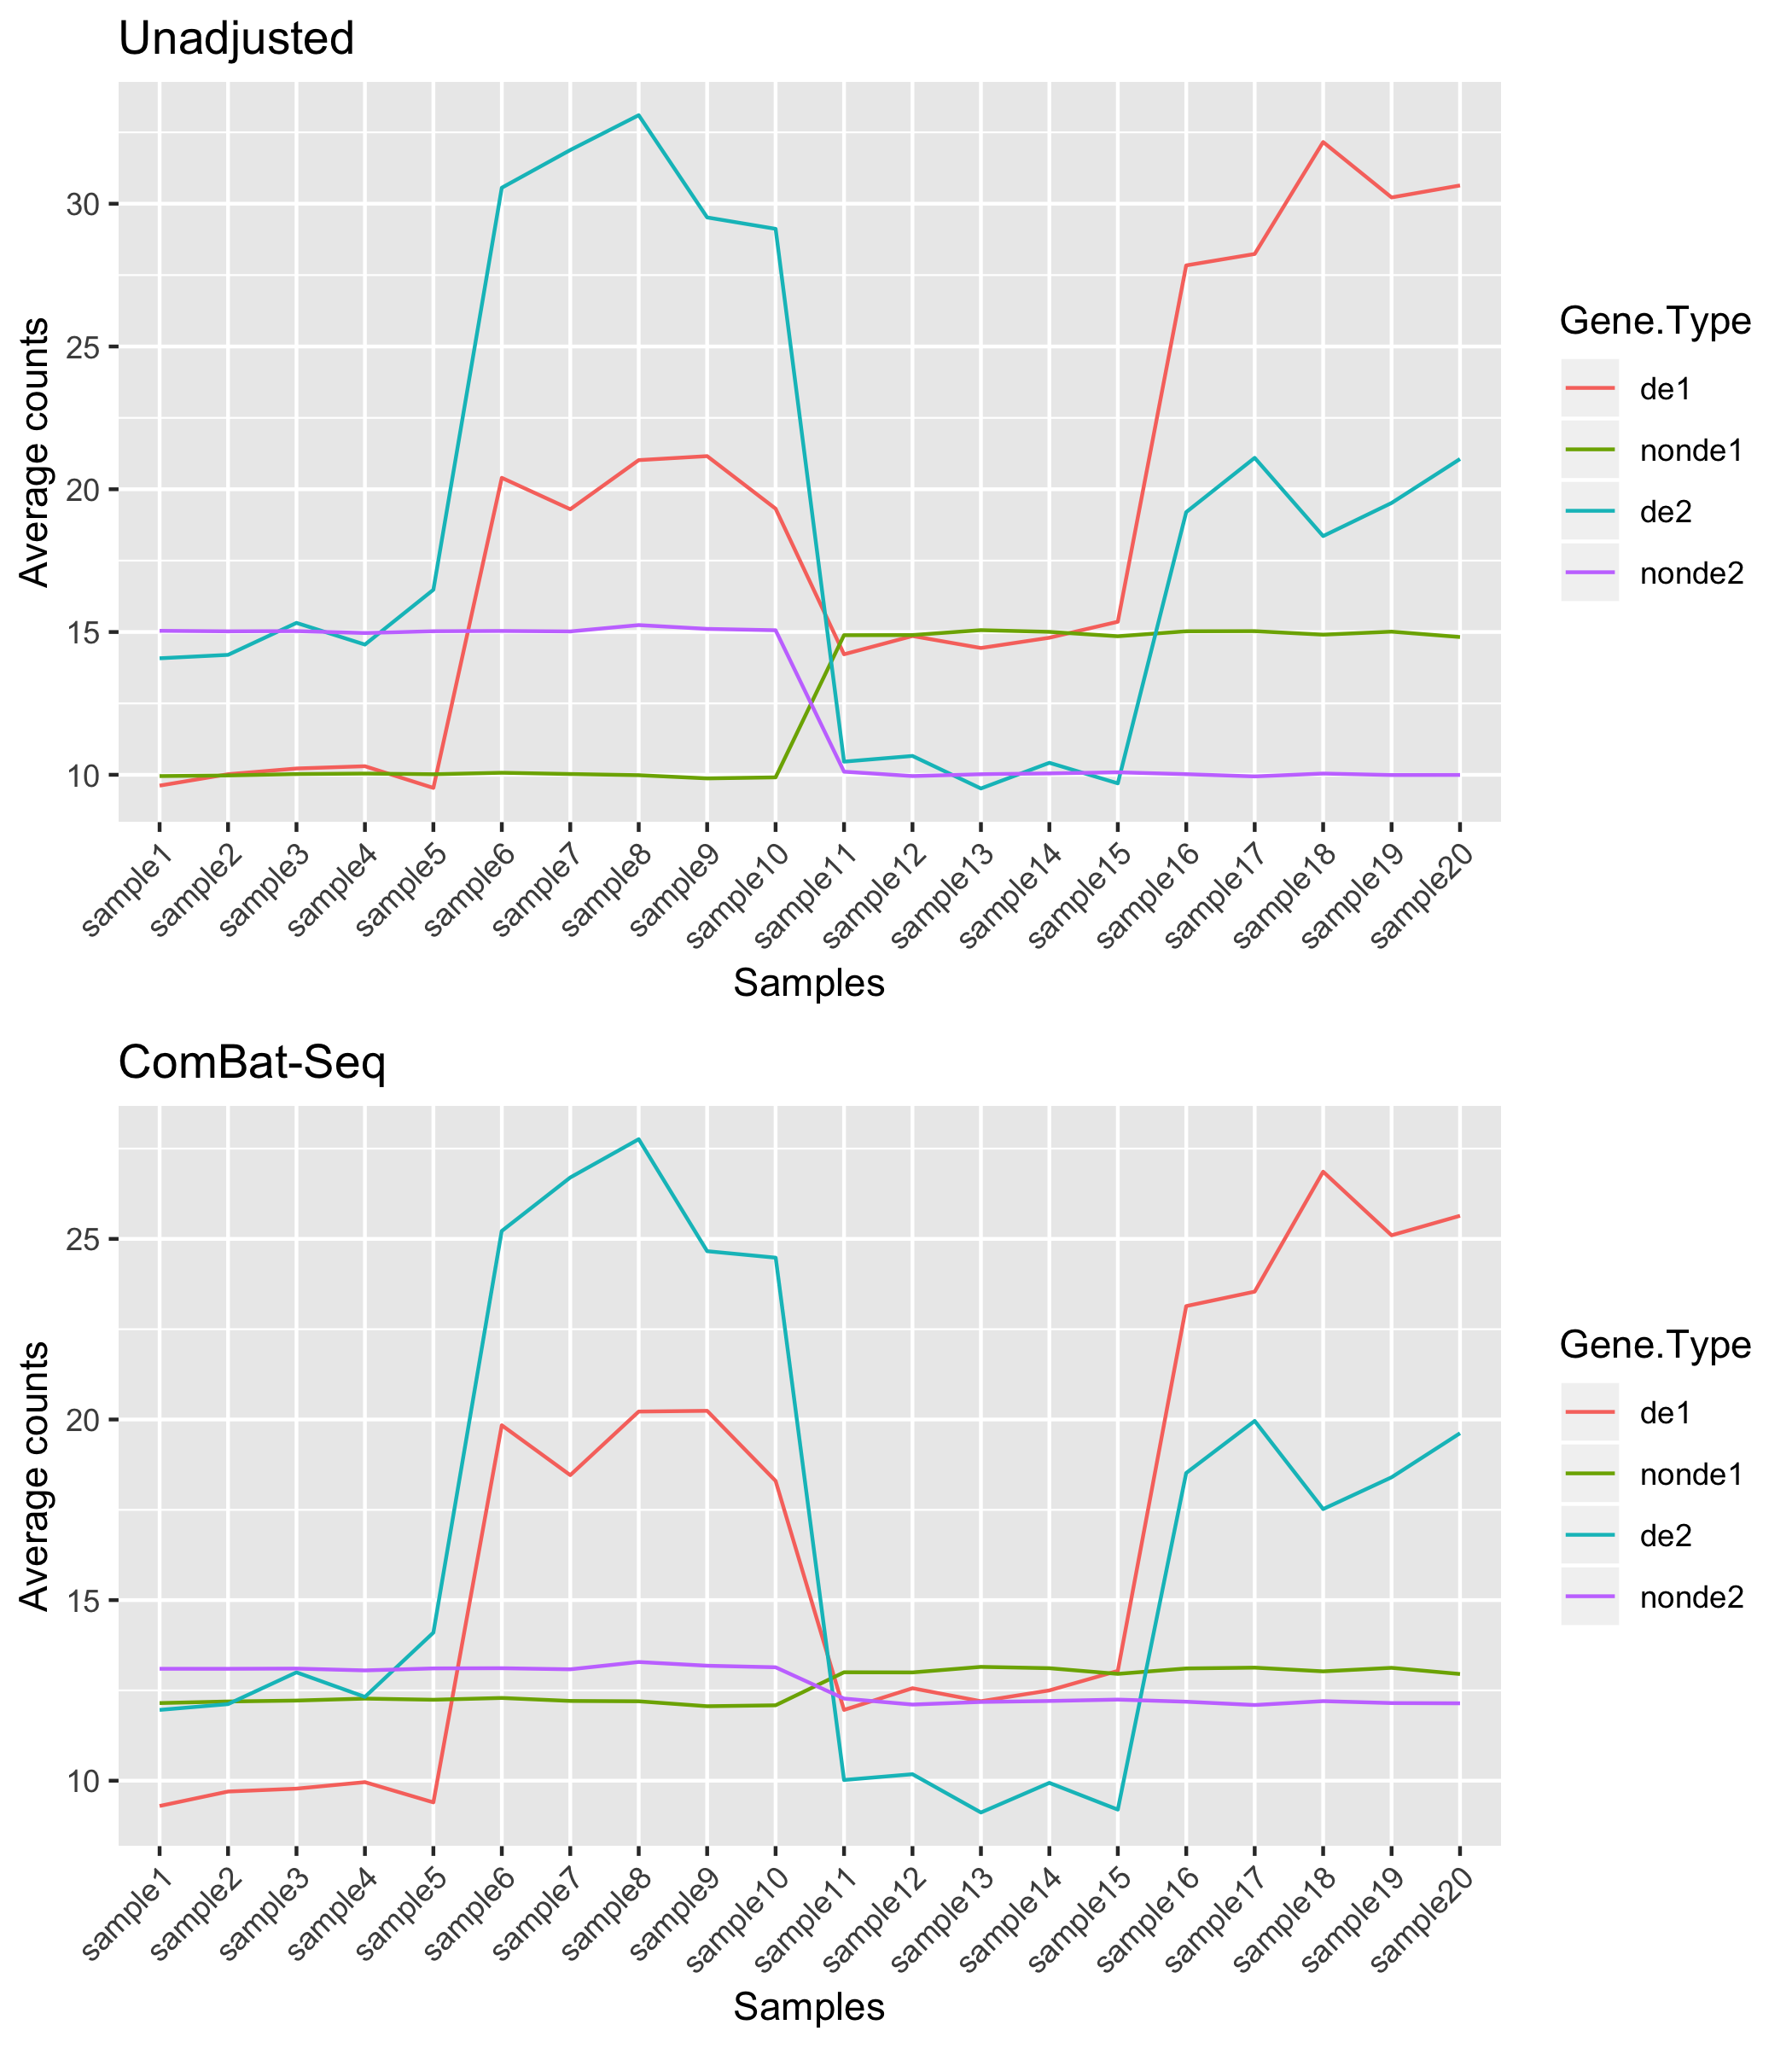 Unadjusted
Average counts
30
25
20
15
10
sample1
sample2
sample3
sample4
sample5
sample6
sample7
sample8
sample9
sample10
sample11
sample12
sample13
sample14
sample15
sample16
sample17
sample18
sample19
sample20
Samples
Gene.Type
de1
nonde1
de2
nonde2
ComBat-Seq
Average counts
25
20
15
10
sample1
sample2
sample3
sample4
sample5
sample6
sample7
sample8
sample9
sample10
sample11
sample12
sample13
sample14
sample15
sample16
sample17
sample18
sample19
sample20
Samples
Gene.Type
de1
nonde1
de2
nonde2